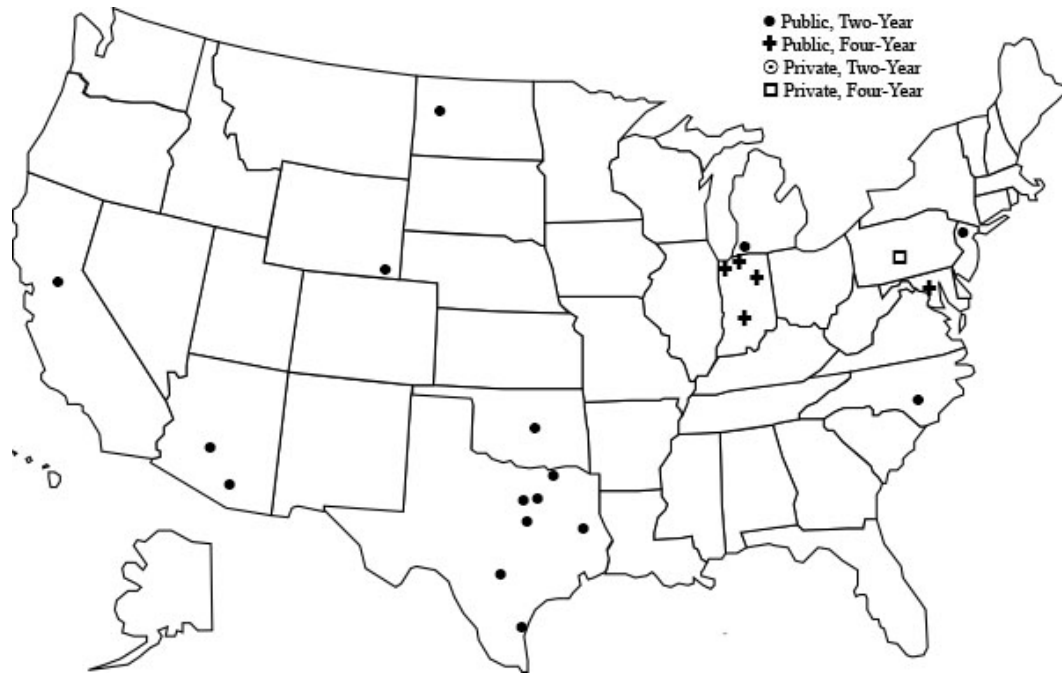 Public, Two-Year
Public, Four-Year
Private, Two-Year
Private, Four-Year